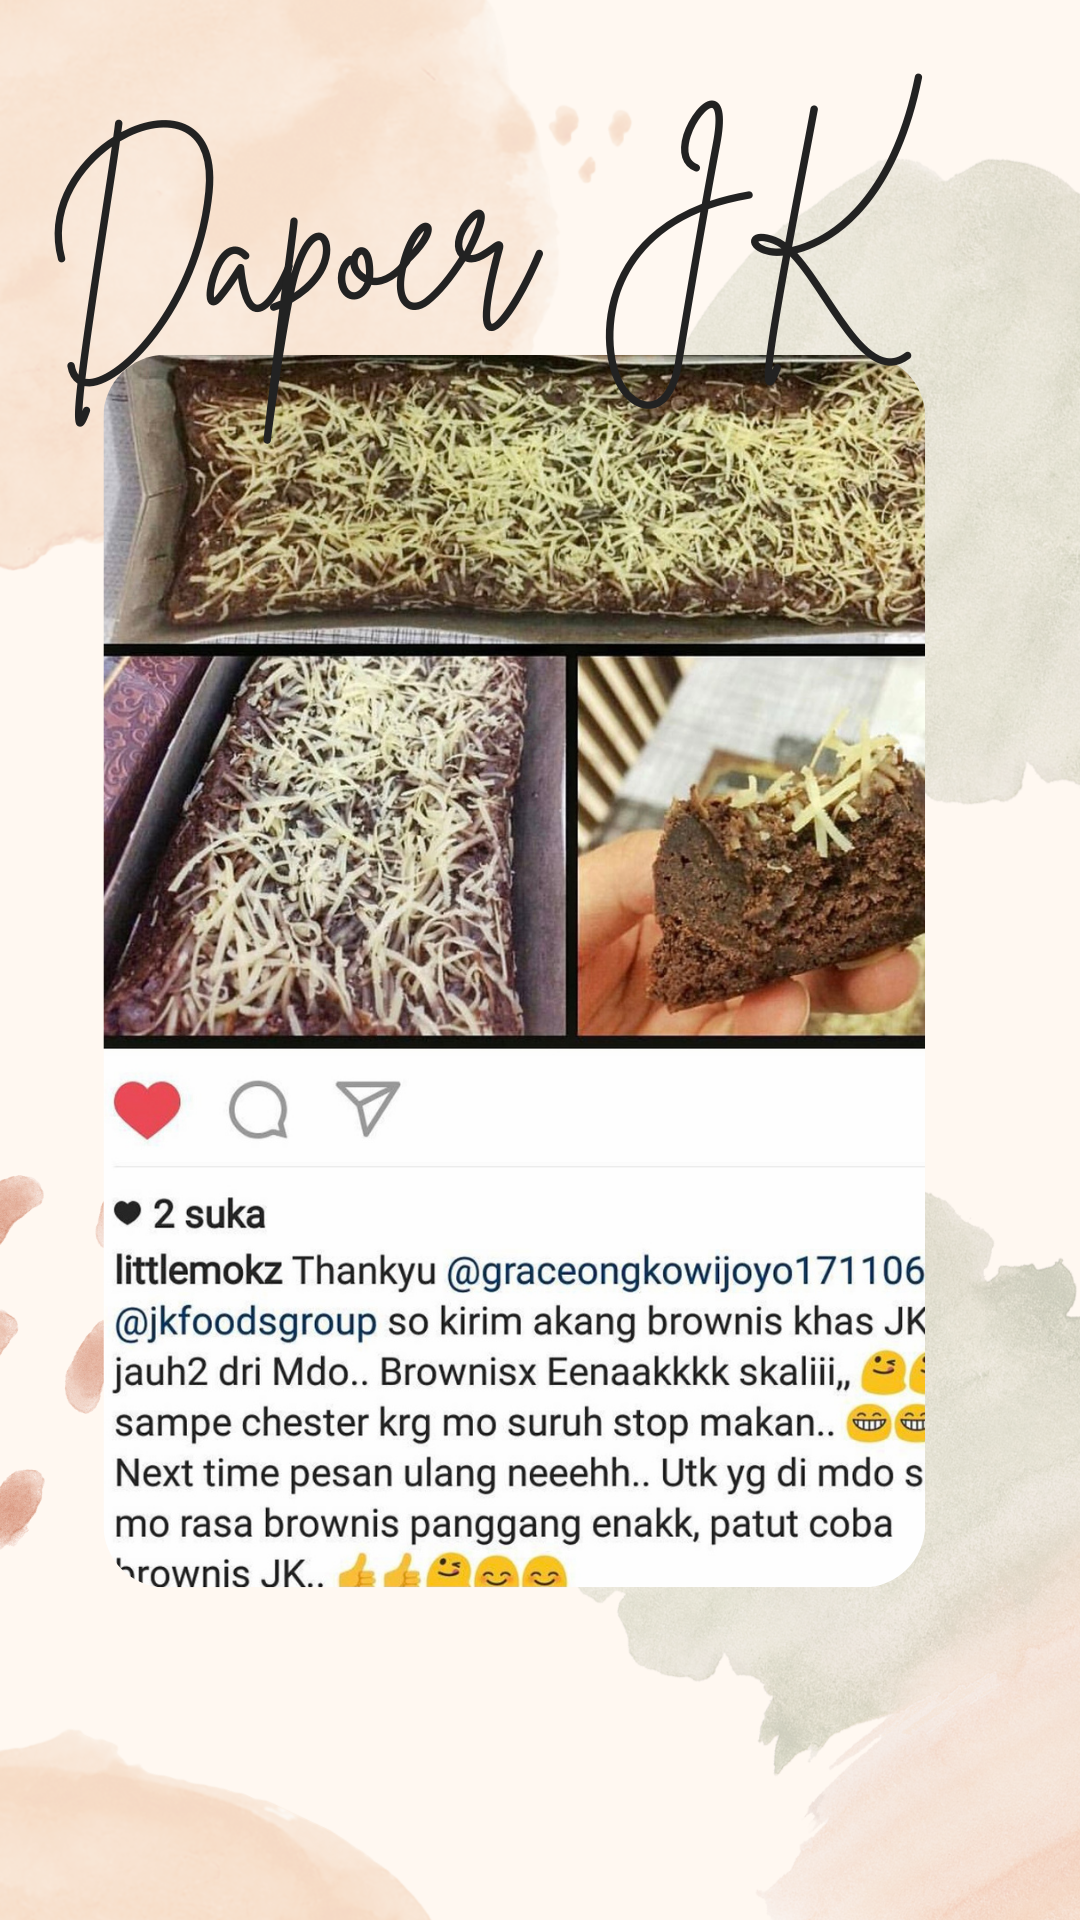 Dapoer JK
2 suka
littlemokz Thankyu @graceongkowijoyo171106
@jkfoodsgroup so kirim akang brownis khas JK
jauh2 dri Mdo.. Brownisx Eenaakkkk skaliii,, 😋
sampe chester krg mo suruh stop makan.. 😁😁
Next time pesan ulang neeehh.. Utk yg di mdo s
mo rasa brownis panggang enakk, patut coba
brownis JK.. 👍👍😋😊😊